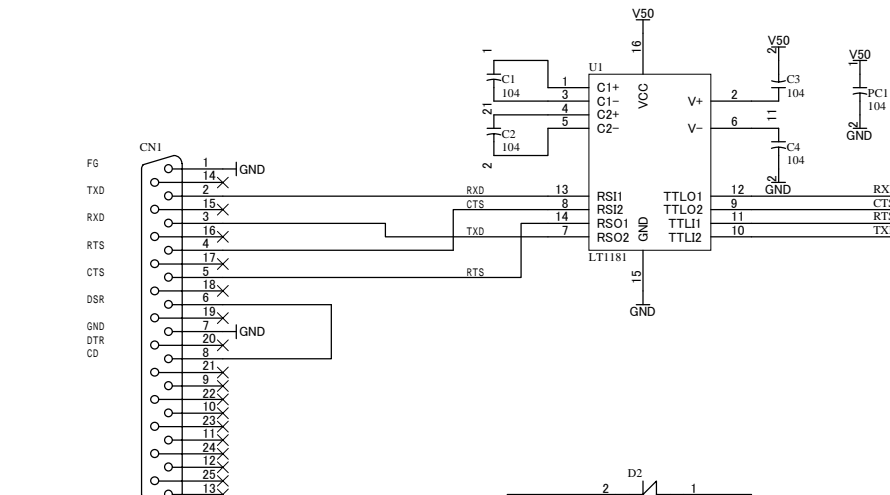 V50
16
V50
2
V50
1
1
U1
C1
104
1
C1+
VCC
C3
104
PC1
104
3
C1-
V+
2
21
4
C2+
11
C2
104
5
C2-
V-
6
2
GND
CN1
C4
104
2
FG
1
GND
14
2
GND
TXD
2
RXD
13
RSI1
TTLO1
12
15
CTS
8
RSI2
TTLO2
9
RXD
3
14
RSO1
GND
TTLI1
11
16
TXD
7
RSO2
TTLI2
10
RTS
4
LT1181
17
CTS
5
RTS
15
18
DSR
6
19
GND
GND
7
GND
DTR
20
CD
8
21
9
22
10
23
11
24
12
25
D2
13
2
1